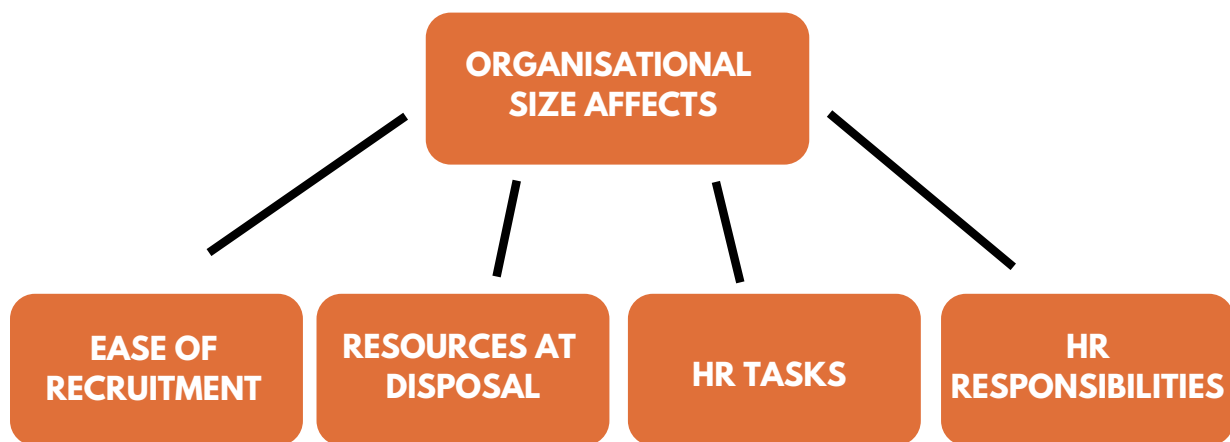 ORGANISATIONAL
SIZE AFFECTS
EASE OF
RECRUITMENT
RESOURCES AT
DISPOSAL
HR TASKS
HR
RESPONSIBILITIES